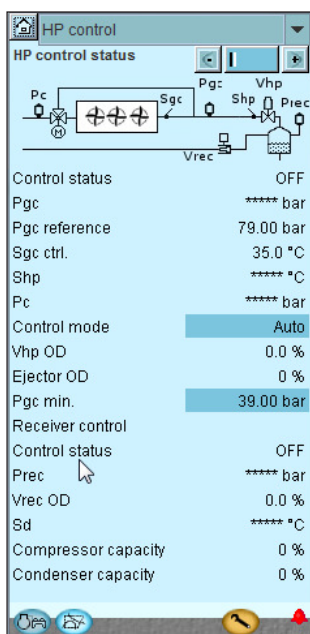 HP control
HP control status
Pgc Vhp
Pc Sgc Shp Prec
M
Vrec
Control status OFF
Pgc ***** bar
Pgc reference 79.00 bar
Sgc ctrl. 35.0 °C
Shp ***** °C
Pc ***** bar
Control mode Auto
Vhp OD 0.0 %
Ejector OD 0 %
Pgc min. 39.00 bar
Receiver control
Control status OFF
Prec ***** bar
Vrec OD 0.0 %
Sd ***** °C
Compressor capacity 0 %
Condenser capacity 0 %